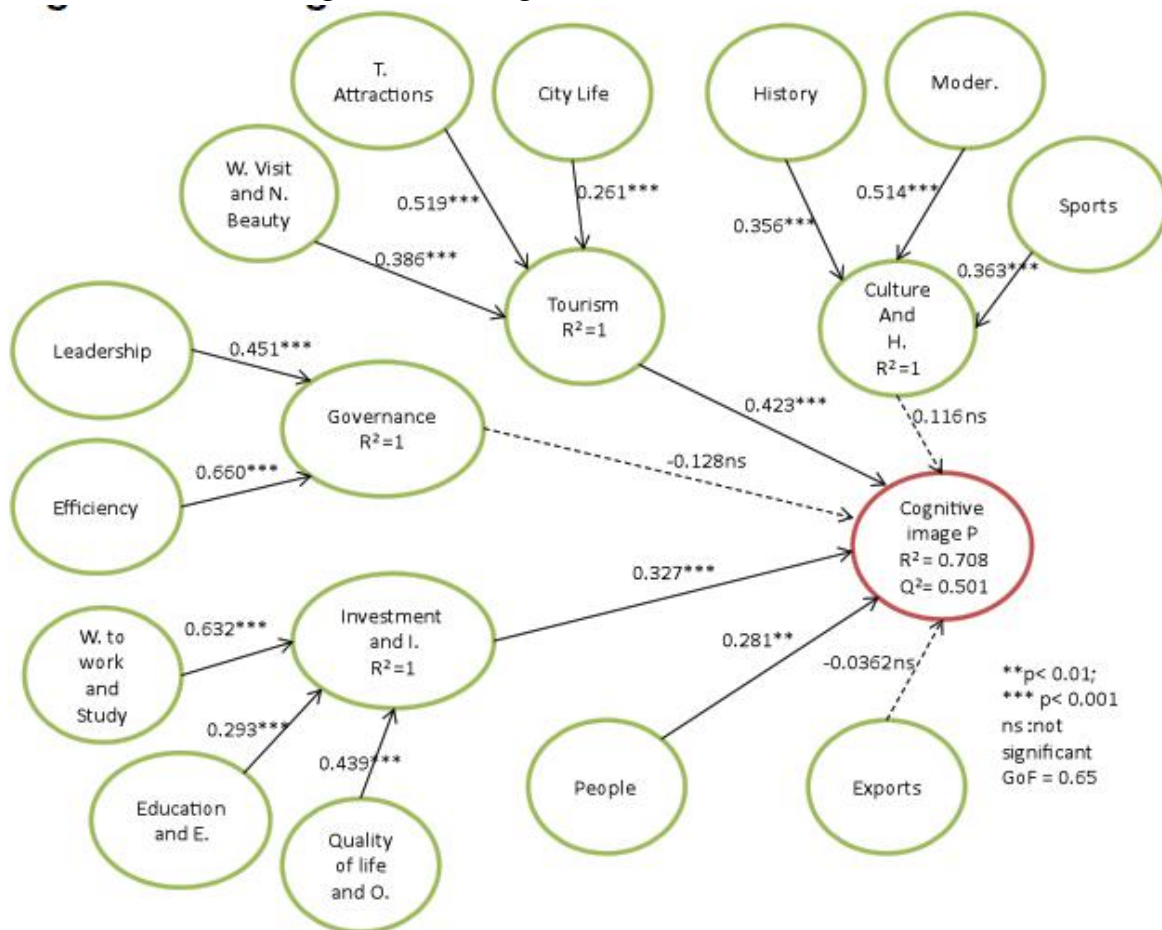 T.
Attractions
City Life
History
Moder.
W. Visit
and N.
Beauty
Sports
0.519***
0.261***
0.356***
0.514***
0.386***
0.363***
Tourism
R²=1
Culture
And
H.
R²=1
Leadership
0.451***
Governance
R²=1
0.423***
0.116ns
-0.128ns
0.660***
Efficiency
Cognitive
image P
R²= 0.708
Q²= 0.501
0.327***
W. to
work
and
Study
0.632***
Investment
and I.
R²=1
0.281**
-0.0362ns
0.293***
0.439***
Education
and E.
Quality
of life
and O.
People
Exports
**p< 0.01;
*** p< 0.001
ns :not
significant
GoF = 0.65